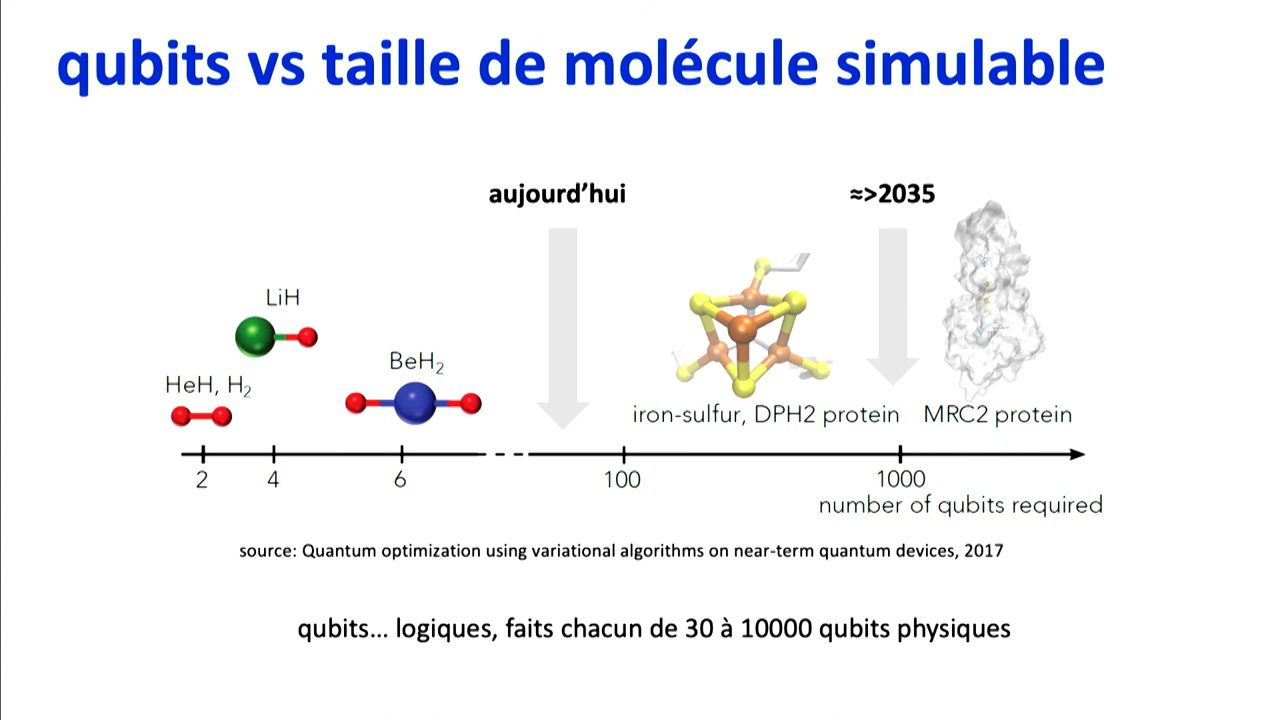 qubits vs taille de molécule simulable
aujourd'hui
≈>2035
LiH
BeH₂
HeH, H₂
iron-sulfur, DPH2 protein
MRC2 protein
2
4
6
100
1000
number of qubits required
source: Quantum optimization using variational algorithms on near-term quantum devices, 2017
qubits... logiques, faits chacun de 30 à 10000 qubits physiques